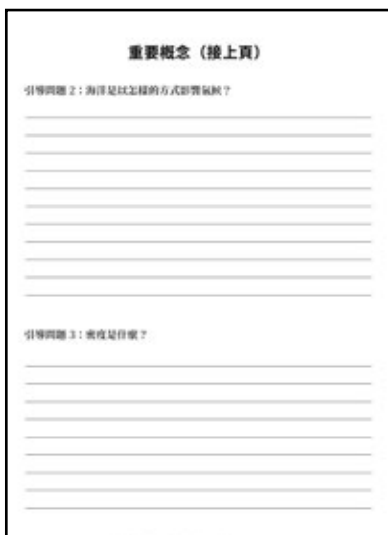 重要概念（接上頁）
引導問題 2：海洋是以怎樣的方式影響氣候？
引導問題 3：密度是什麼？